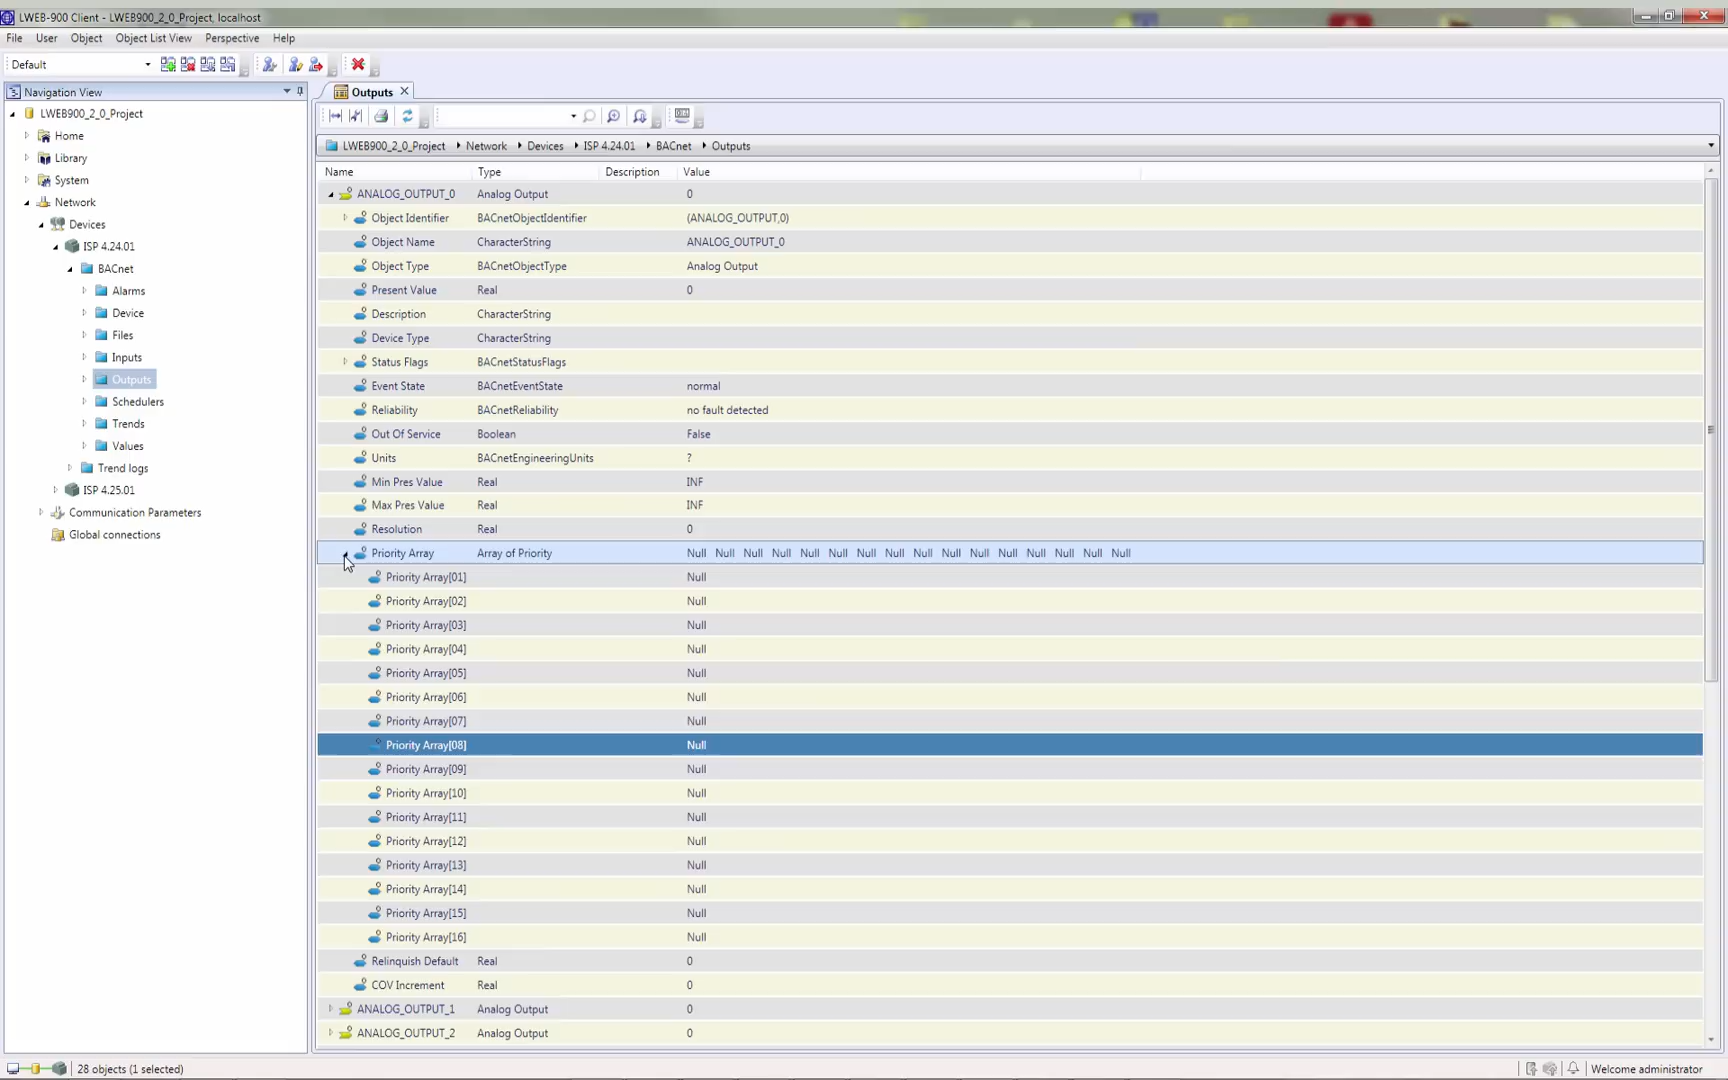 LWEB-900 Client - LWEB900_2_0_Project, localhost
File User Object Object List View Perspective Help
Default
Navigation View
LWEB900_2_0_Project
Home
Library
System
Network
Devices
ISP 4.24.01
BACnet
Alarms
Device
Files
Inputs
Outputs
Schedulers
Trends
Values
Trend logs
ISP 4.25.01
Communication Parameters
Global connections
Outputs
LWEB900_2_0_Project Network Devices ISP 4.24.01 BACnet Outputs
Name Type Description Value
ANALOG_OUTPUT_0 Analog Output 0
Object Identifier BACnetObjectIdentifier (ANALOG_OUTPUT,0)
Object Name CharacterString ANALOG_OUTPUT_0
Object Type BACnetObjectType Analog Output
Present Value Real 0
Description CharacterString
Device Type CharacterString
Status Flags BACnetStatusFlags
Event State BACnetEventState normal
Reliability BACnetReliability no fault detected
Out Of Service Boolean False
Units BACnetEngineeringUnits ?
Min Pres Value Real INF
Max Pres Value Real INF
Resolution Real 0
Priority Array Array of Priority Null Null Null Null Null Null Null Null Null Null Null Null Null Null Null Null
Priority Array[01] Null
Priority Array[02] Null
Priority Array[03] Null
Priority Array[04] Null
Priority Array[05] Null
Priority Array[06] Null
Priority Array[07] Null
Priority Array[08] Null
Priority Array[09] Null
Priority Array[10] Null
Priority Array[11] Null
Priority Array[12] Null
Priority Array[13] Null
Priority Array[14] Null
Priority Array[15] Null
Priority Array[16] Null
Relinquish Default Real 0
COV Increment Real 0
ANALOG_OUTPUT_1 Analog Output 0
ANALOG_OUTPUT_2 Analog Output 0
28 objects (1 selected)
Welcome administrator